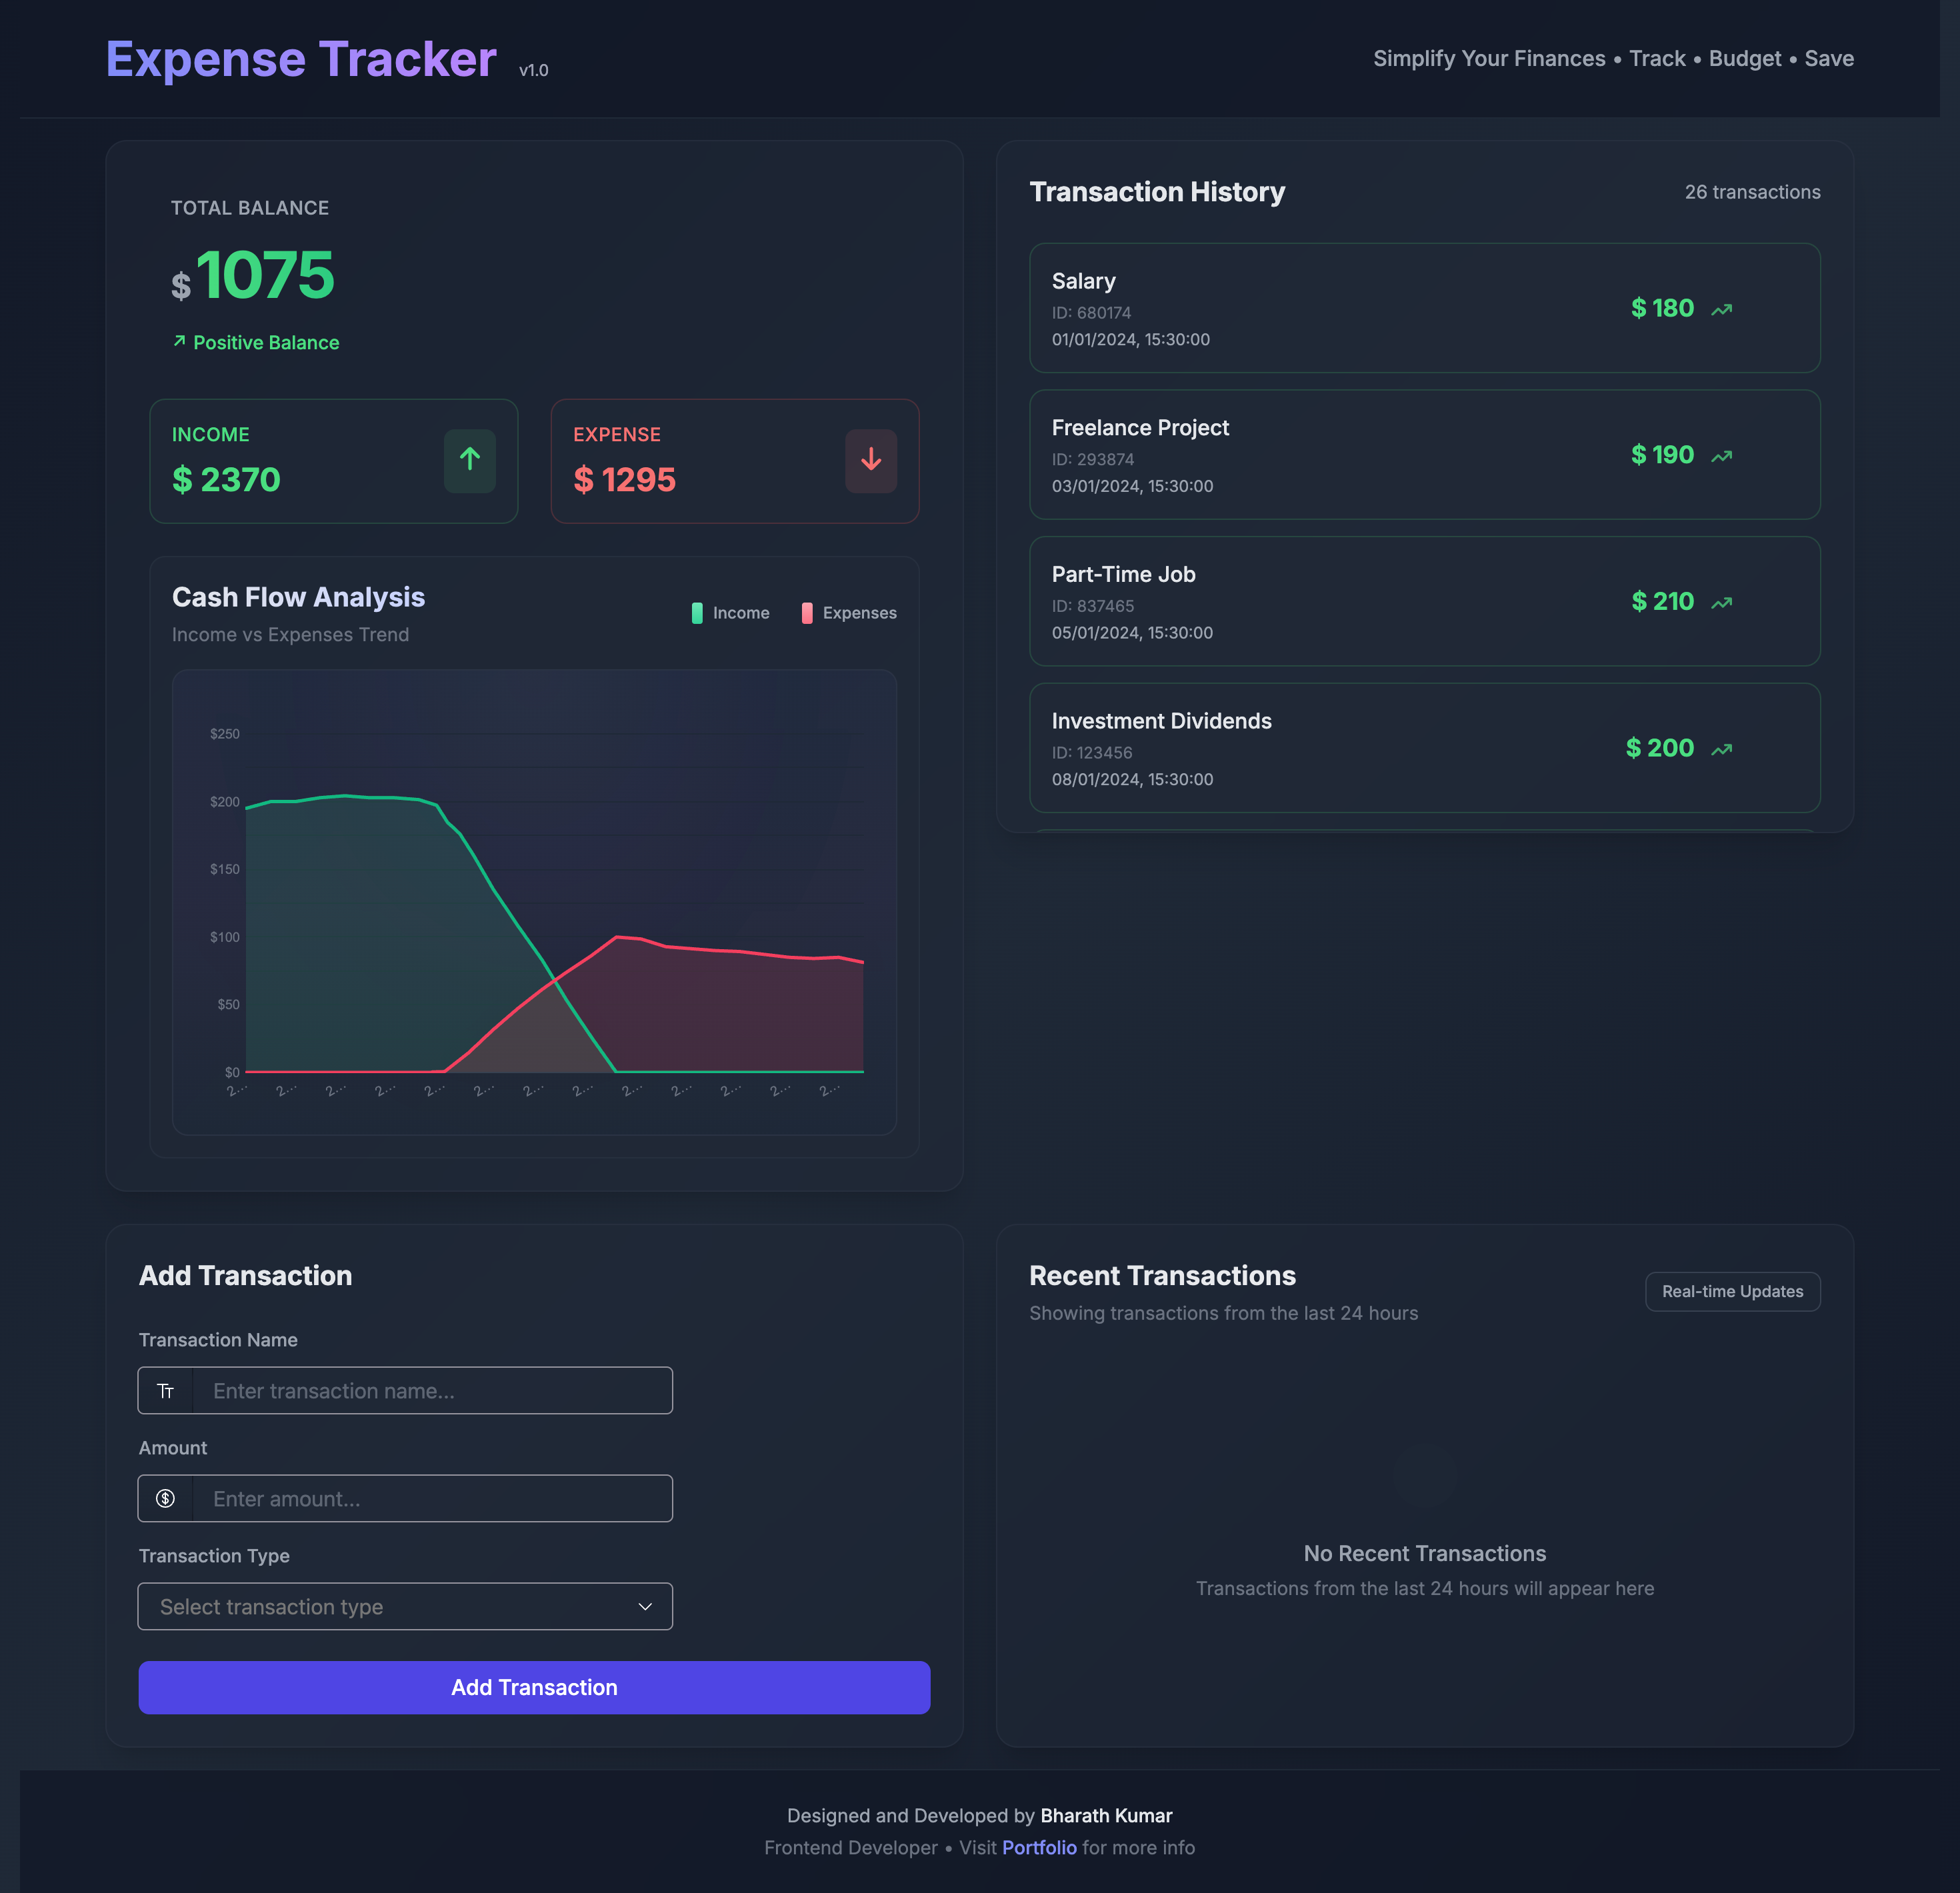 Expense Tracker v1.0
Simplify Your Finances • Track • Budget • Save
TOTAL BALANCE
$ 1075
Positive Balance
INCOME
$ 2370
EXPENSE
$ 1295
Cash Flow Analysis
Income vs Expenses Trend
Income
Expenses
$250
$200
$150
$100
$50
$0
2... 2... 2... 2... 2... 2... 2... 2... 2... 2... 2... 2... 2...
Transaction History
26 transactions
Salary
ID: 680174
01/01/2024, 15:30:00
$ 180
Freelance Project
ID: 293874
03/01/2024, 15:30:00
$ 190
Part-Time Job
ID: 837465
05/01/2024, 15:30:00
$ 210
Investment Dividends
ID: 123456
08/01/2024, 15:30:00
$ 200
Add Transaction
Transaction Name
Enter transaction name...
Amount
Enter amount...
Transaction Type
Select transaction type
Add Transaction
Recent Transactions
Showing transactions from the last 24 hours
Real-time Updates
No Recent Transactions
Transactions from the last 24 hours will appear here
Designed and Developed by Bharath Kumar
Frontend Developer • Visit Portfolio for more info